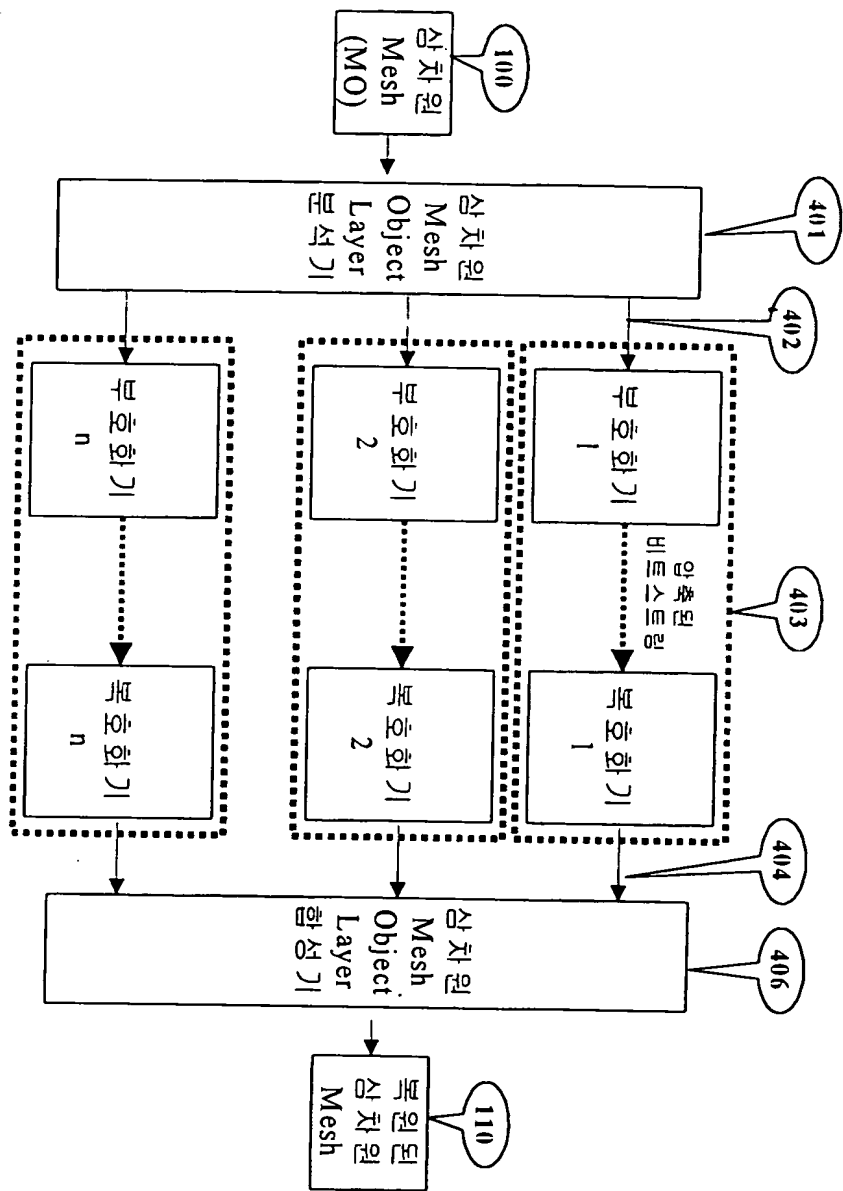 100
삼차원
Mesh
(MO)
401
삼차원
Mesh
Object
Layer
분석기
402
부호화기
1
부호화기
2
부호화기
n
403
압축된
비트스트림
복호화기
1
복호화기
2
복호화기
n
404
406
삼차원
Mesh
Object
Layer
합성기
110
복원된
삼차원
Mesh